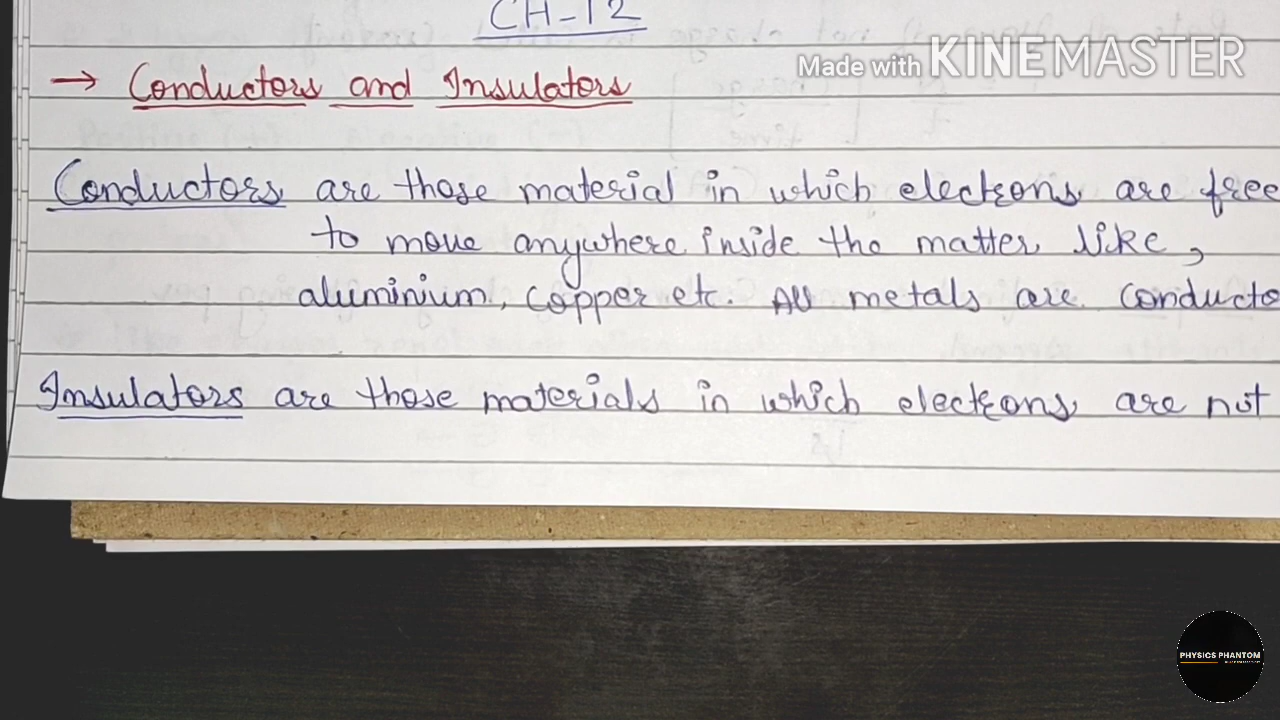 CH-12
Made with KINEMASTER
→ Conductors and Insulators
Conductors are those material in which electrons are free
to move anywhere inside the matter like,
aluminium, copper etc. All metals are conducto
Insulators are those materials in which electrons are not
PHYSICS PHANTOM